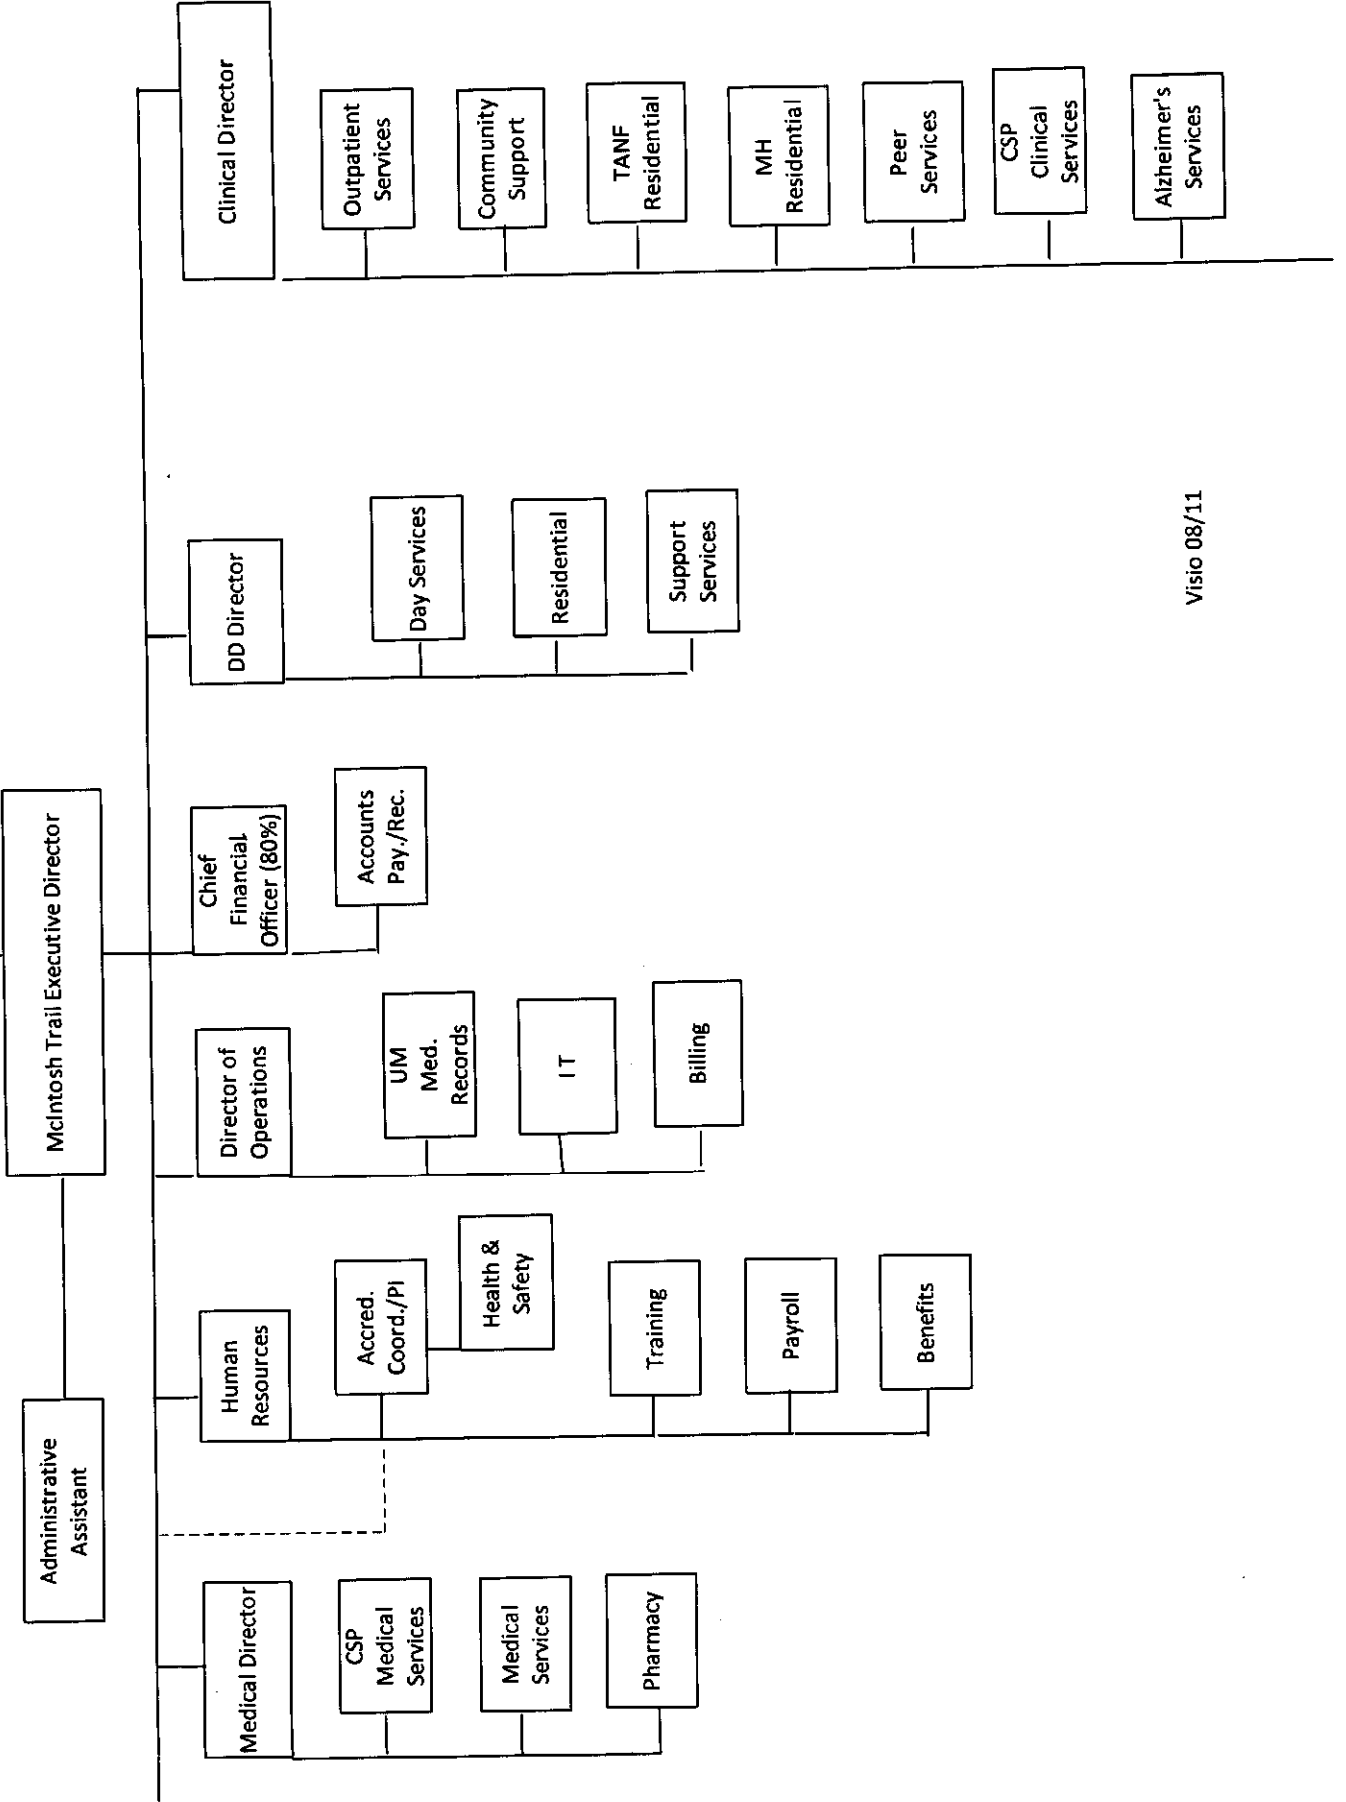 McIntosh Trail Executive Director
Administrative
Assistant
Medical Director
CSP
Medical
Services
Medical
Services
Pharmacy
Human
Resources
Accred.
Coord./PI
Health &
Safety
Training
Payroll
Benefits
Director of
Operations
UM
Med.
Records
I T
Billing
Chief
Financial
Officer (80%)
Accounts
Pay./Rec.
DD Director
Day Services
Residential
Support
Services
Clinical Director
Outpatient
Services
Community
Support
TANF
Residential
MH
Residential
Peer
Services
CSP
Clinical
Services
Alzheimer's
Services
Visio 08/11